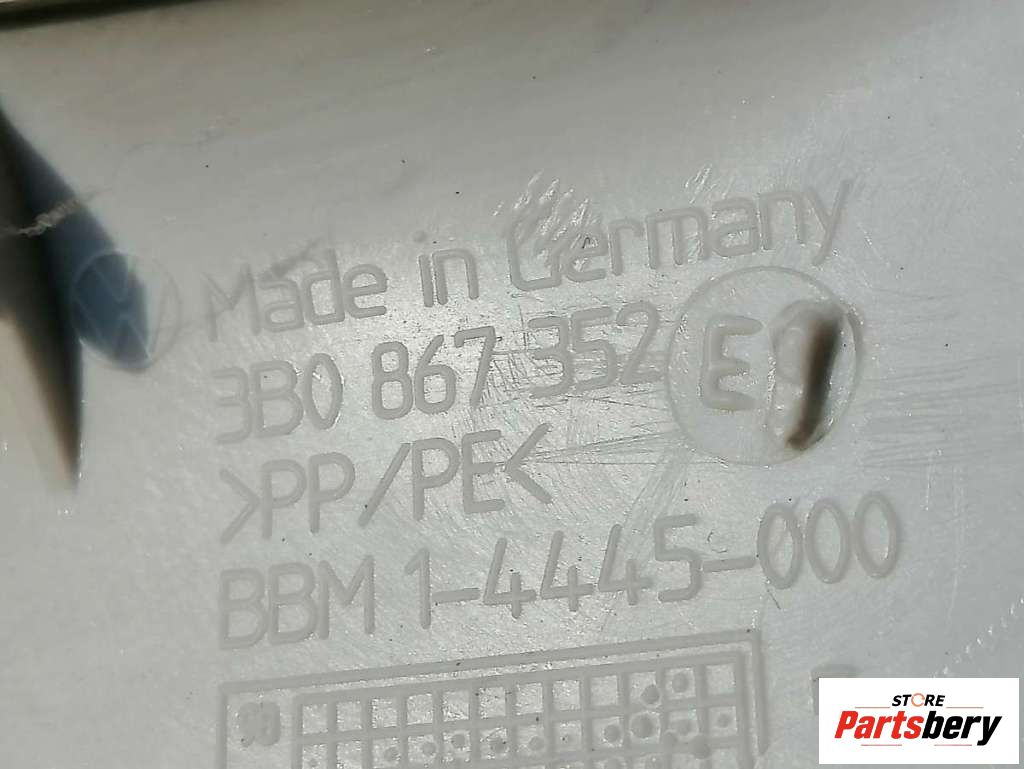 Made in Germany
3B0 867 352 E
>PP/PE<
BBM 1-4445-000
STORE
Partsbery